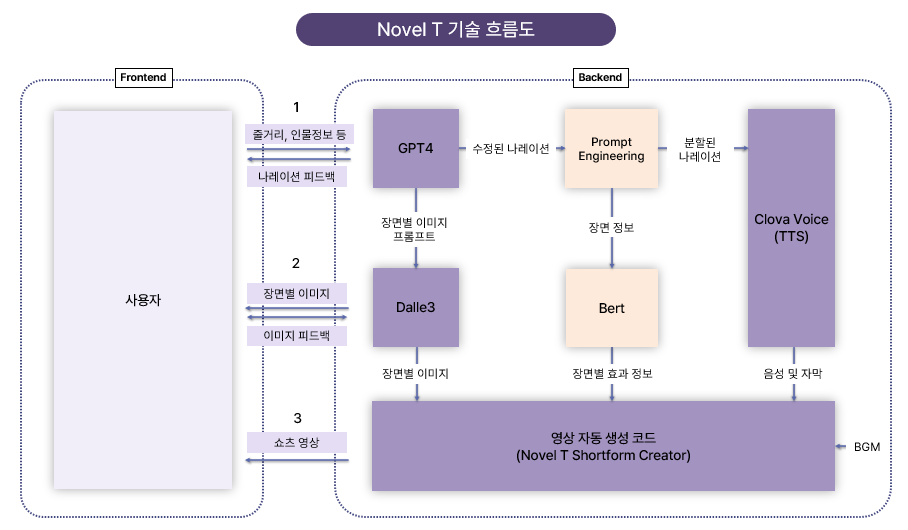 Novel T 기술 흐름도
Frontend
Backend
1
줄거리, 인물정보 등
나레이션 피드백
GPT4
수정된 나레이션
Prompt
Engineering
분할된
나레이션
Clova Voice
(TTS)
장면별 이미지
프롬프트
장면 정보
2
장면별 이미지
이미지 피드백
사용자
Dalle3
Bert
장면별 이미지
장면별 효과 정보
음성 및 자막
3
쇼츠 영상
영상 자동 생성 코드
(Novel T Shortform Creator)
BGM